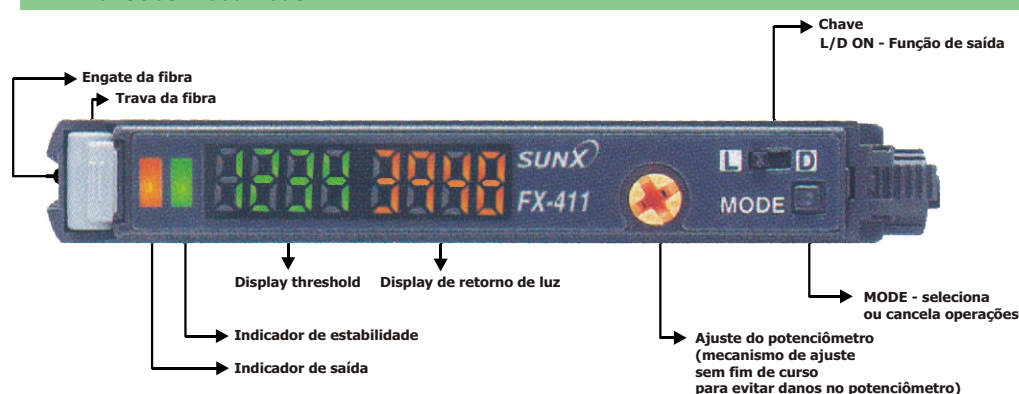 Chave
L/D ON - Função de saída
Engate da fibra
Trava da fibra
1234
SUNX
FX-411
L
D
MODE
Display threshold
Display de retorno de luz
MODE - seleciona
ou cancela operações
Indicador de estabilidade
Ajuste do potenciômetro
(mecanismo de ajuste
sem fim de curso
para evitar danos no potenciômetro)
Indicador de saída